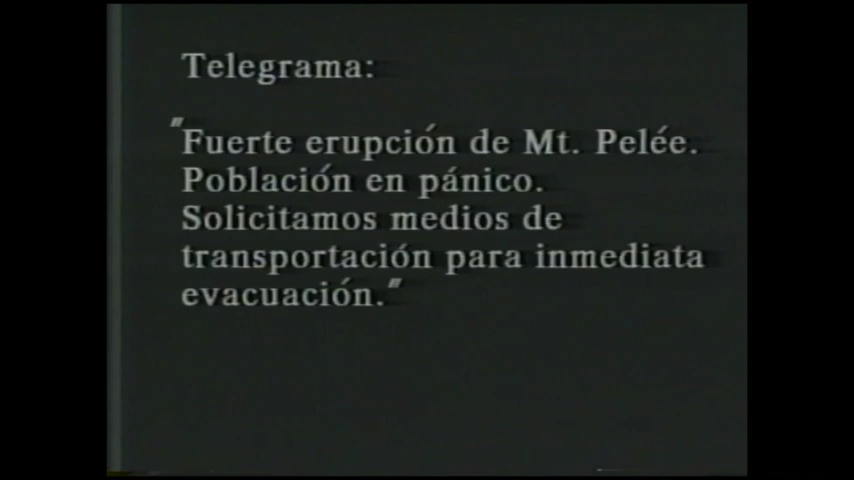 Telegrama:
"Fuerte erupción de Mt. Pelée.
Población en pánico.
Solicitamos medios de
transportación para inmediata
evacuación."